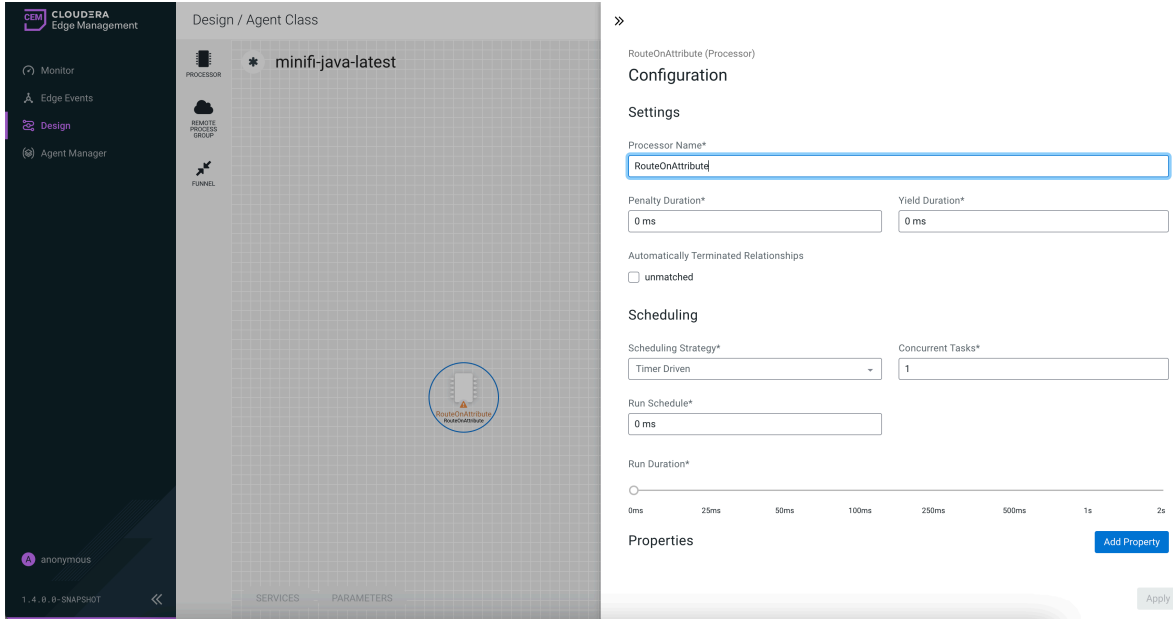 CEM
CLOUDERA
Edge Management
Monitor
Edge Events
Design
Agent Manager
A anonymous
1.4.0.0-SNAPSHOT
Design / Agent Class
PROCESSOR
REMOTE
PROCESS
GROUP
FUNNEL
minifi-java-latest
RouteOnAttribute
RouteOnAttribute
SERVICES PARAMETERS
RouteOnAttribute (Processor)
Configuration
Settings
Processor Name*
RouteOnAttribute
Penalty Duration* Yield Duration*
0 ms 0 ms
Automatically Terminated Relationships
unmatched
Scheduling
Scheduling Strategy* Concurrent Tasks*
Timer Driven 1
Run Schedule*
0 ms
Run Duration*
0ms 25ms 50ms 100ms 250ms 500ms 1s 2s
Properties Add Property
Apply